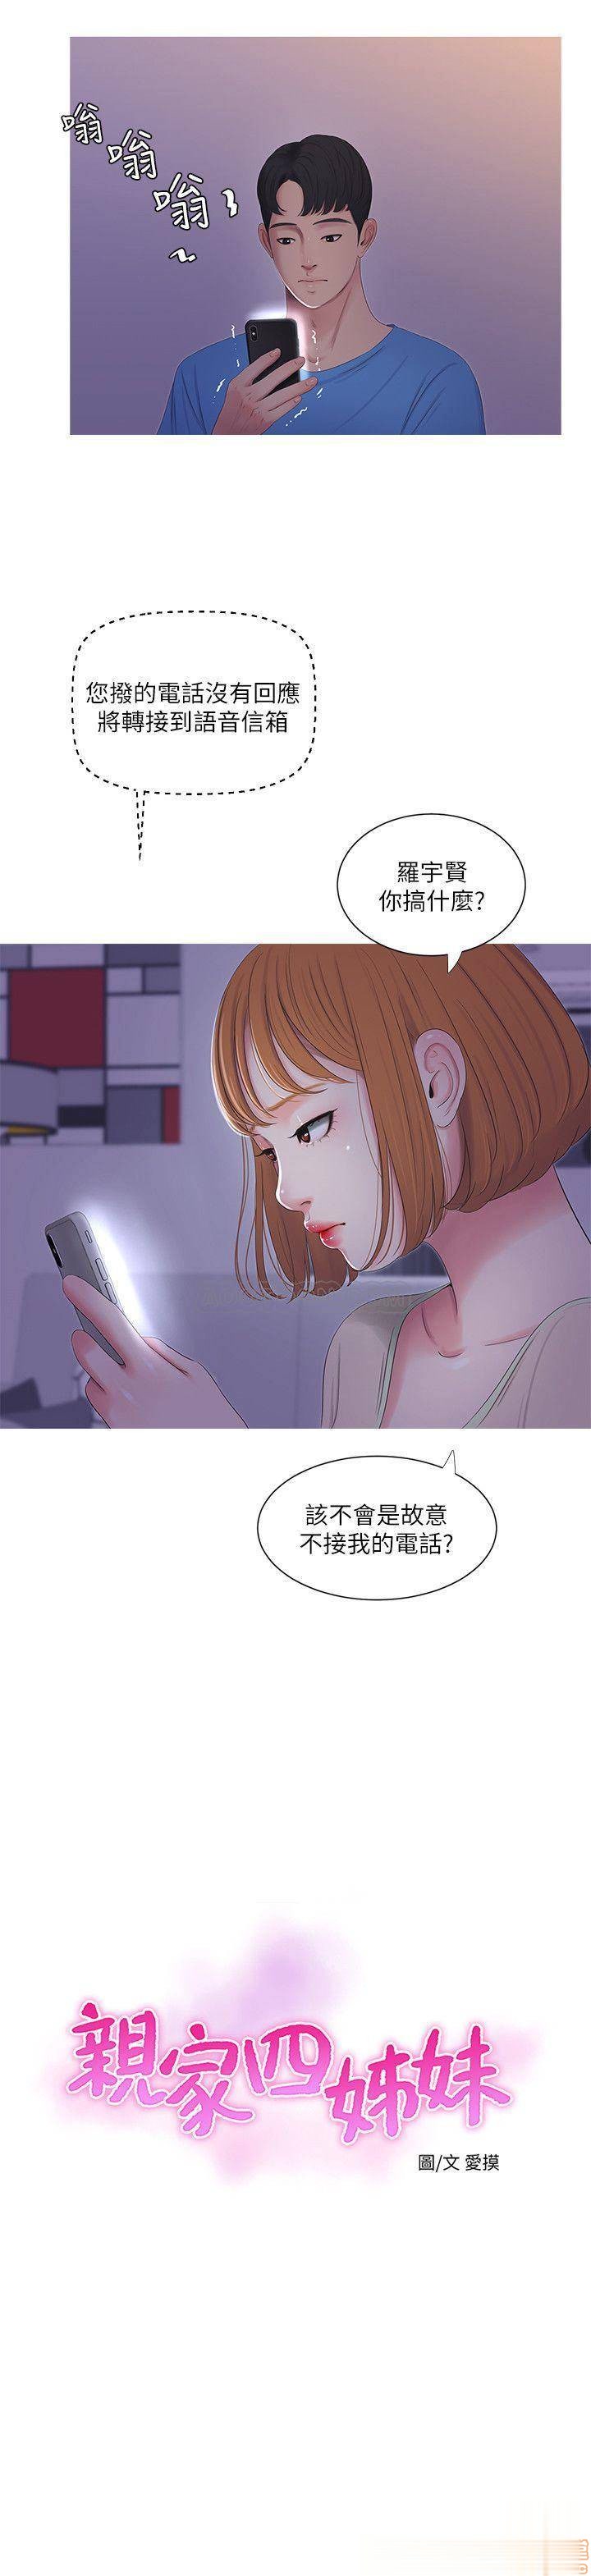 嗡
嗡
嗡~
~
您撥的電話沒有回應
將轉接到語音信箱
羅宇賢
你搞什麼?
該不會是故意
不接我的電話?
親家四姊妹
圖/文 愛摸